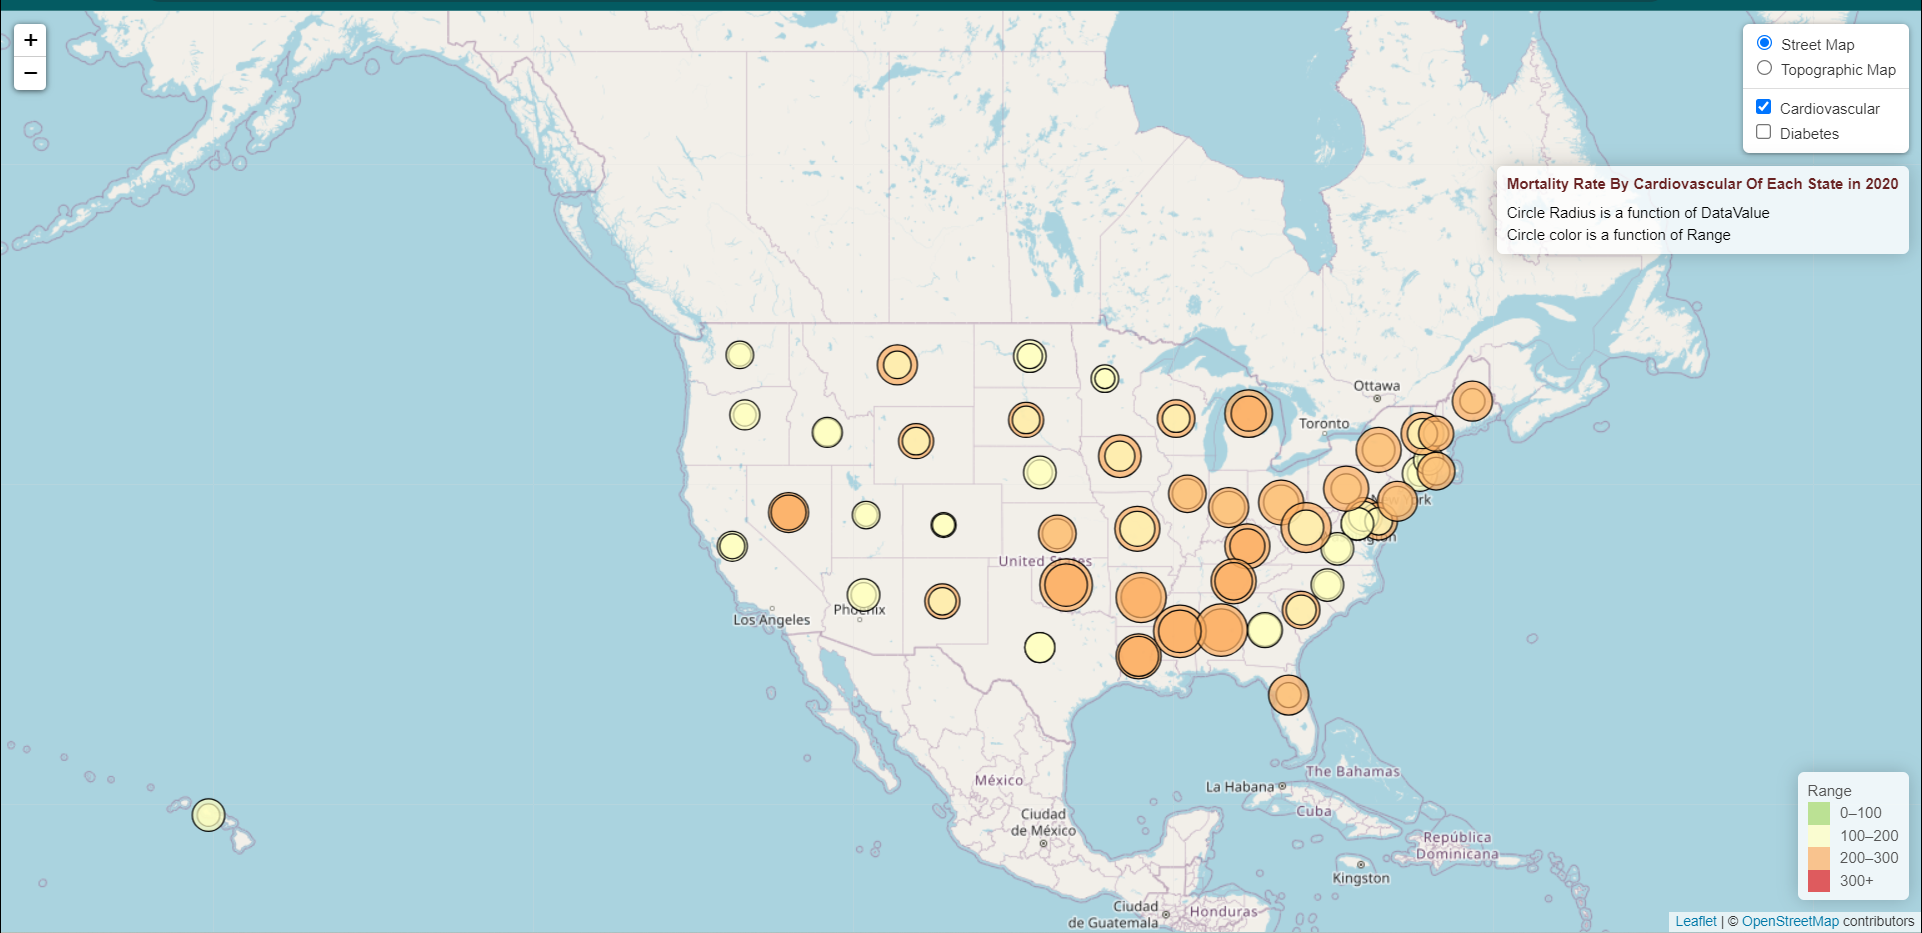 +
−
Street Map
Topographic Map
Cardiovascular
Diabetes
Mortality Rate By Cardiovascular Of Each State in 2020
Circle Radius is a function of DataValue
Circle color is a function of Range
Ottawa
Toronto
United States
Phoenix
Los Angeles
México
Ciudad
de México
La Habana
The Bahamas
Cuba
República
Dominicana
Kingston
Ciudad
de Guatemala
Honduras
Range
0–100
100–200
200–300
300+
Leaflet | © OpenStreetMap contributors